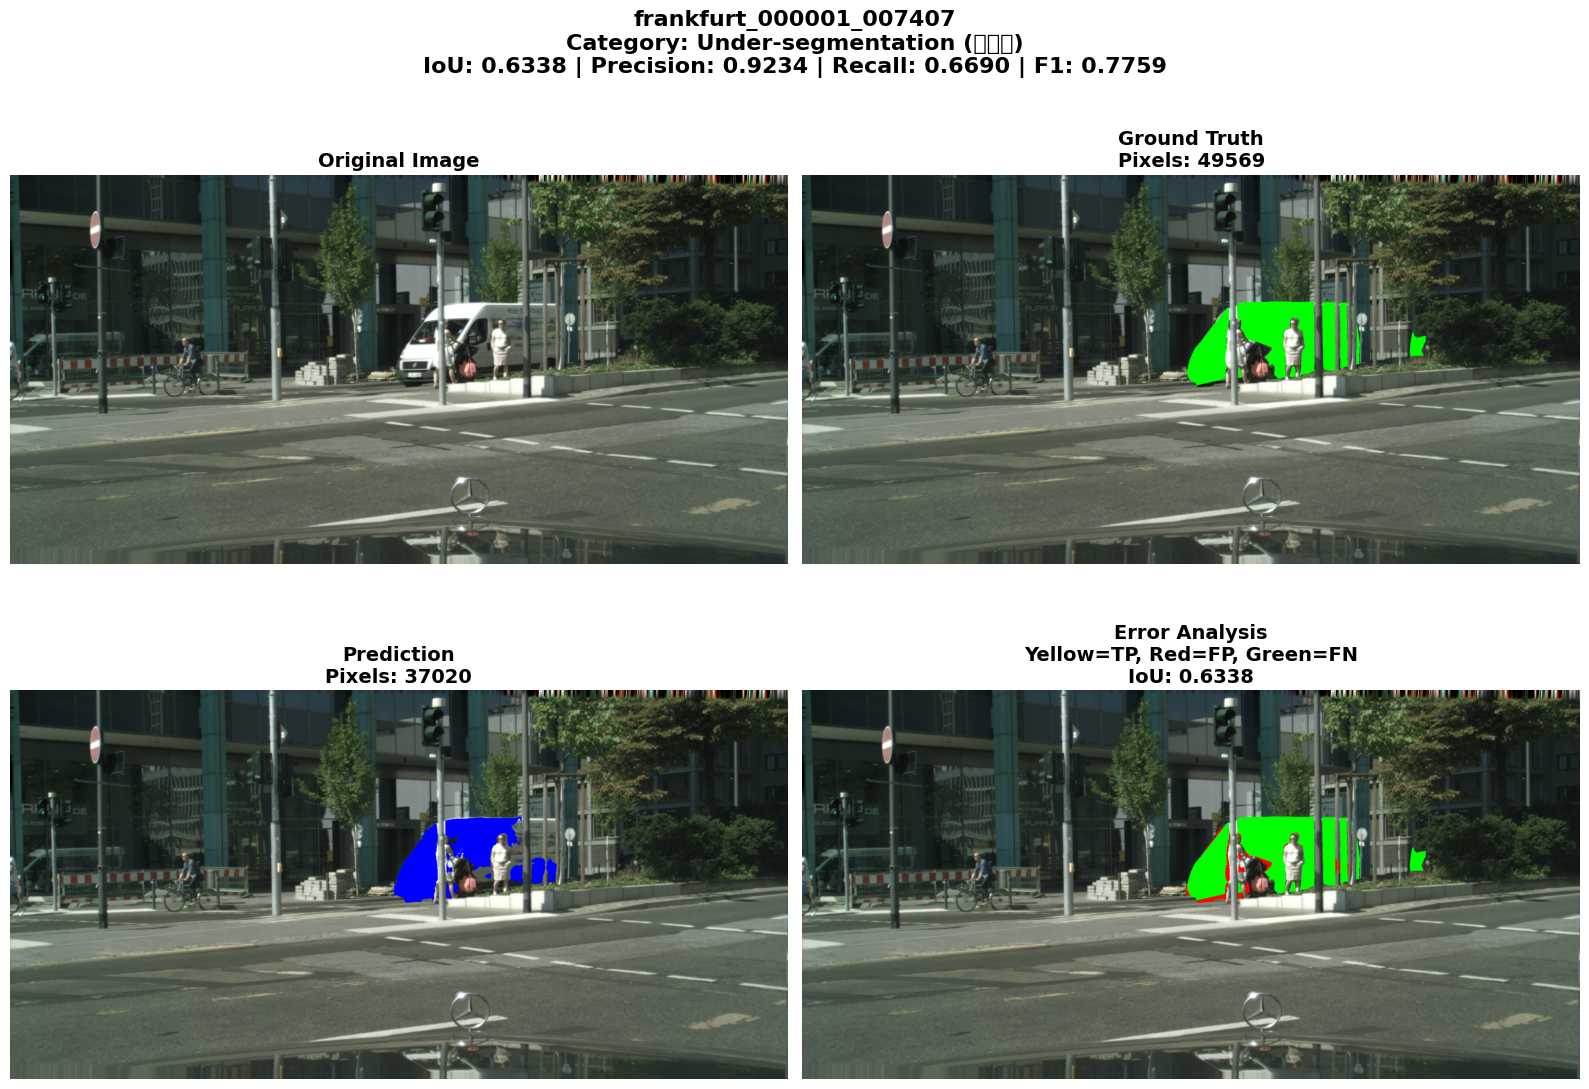 frankfurt_000001_007407
Category: Under-segmentation (□□□)
IoU: 0.6338 | Precision: 0.9234 | Recall: 0.6690 | F1: 0.7759
Original Image
Ground Truth
Pixels: 49569
Prediction
Pixels: 37020
Error Analysis
Yellow=TP, Red=FP, Green=FN
IoU: 0.6338